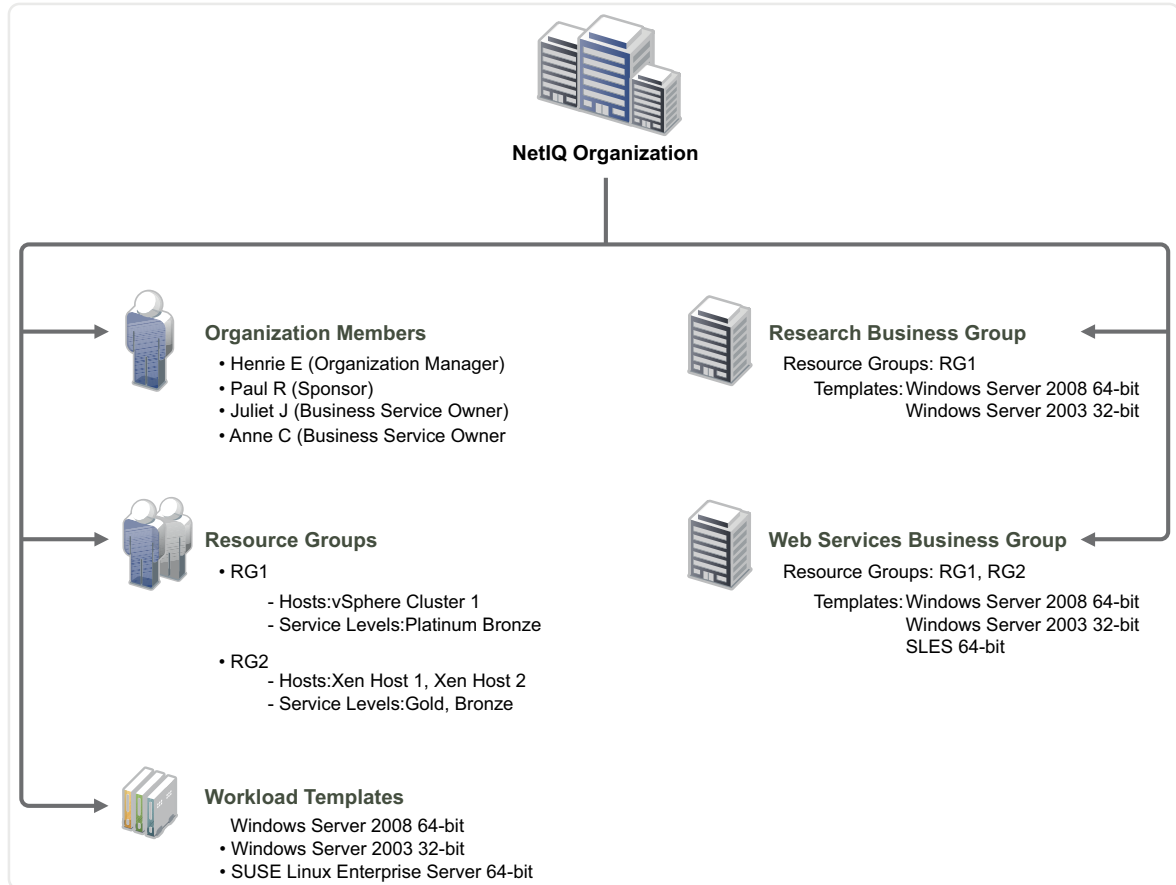 NetIQ Organization
Organization Members
• Henrie E (Organization Manager)
• Paul R (Sponsor)
• Juliet J (Business Service Owner)
• Anne C (Business Service Owner
Resource Groups
• RG1
- Hosts:vSphere Cluster 1
- Service Levels:Platinum Bronze
• RG2
- Hosts:Xen Host 1, Xen Host 2
- Service Levels:Gold, Bronze
Workload Templates
Windows Server 2008 64-bit
• Windows Server 2003 32-bit
• SUSE Linux Enterprise Server 64-bit
Research Business Group
Resource Groups: RG1
Templates: Windows Server 2008 64-bit
Windows Server 2003 32-bit
Web Services Business Group
Resource Groups: RG1, RG2
Templates: Windows Server 2008 64-bit
Windows Server 2003 32-bit
SLES 64-bit